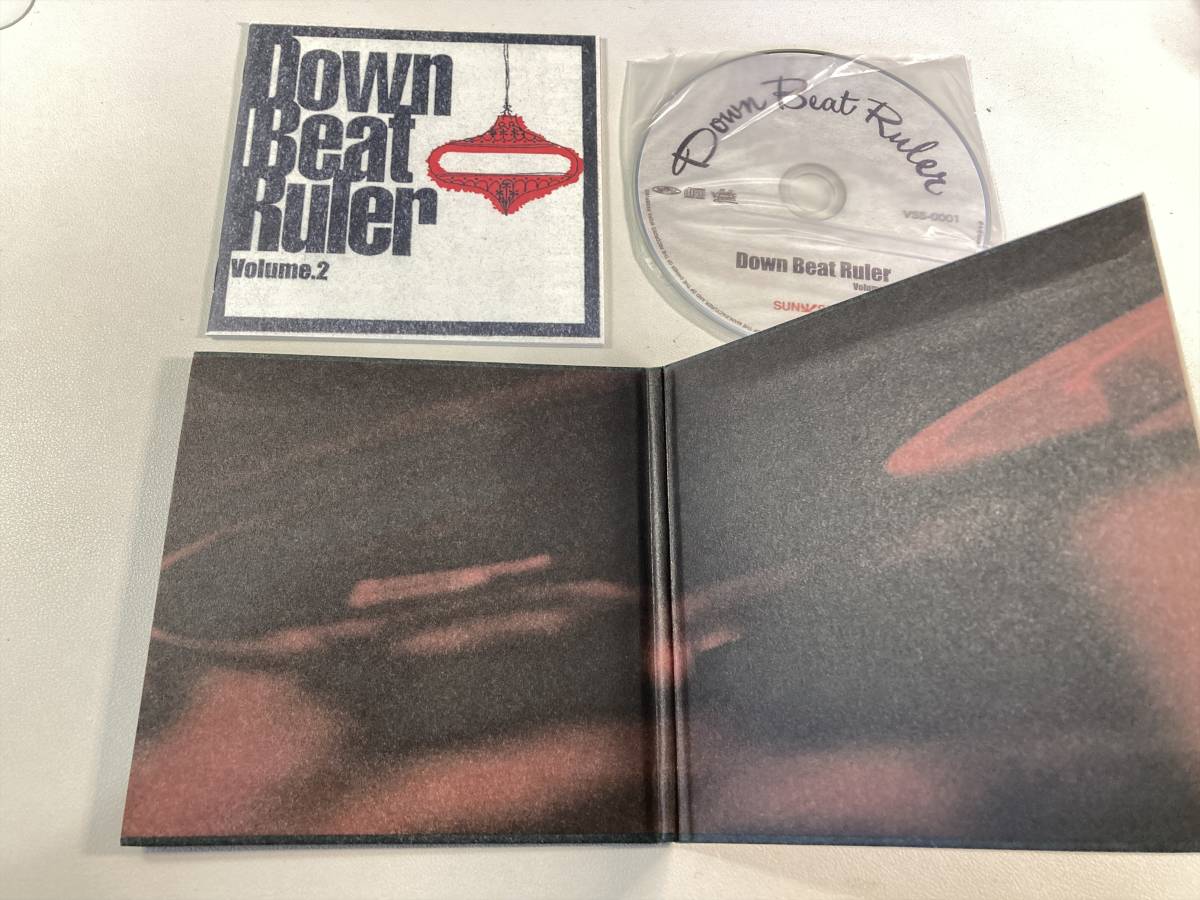 Down
Beat
Ruler
Volume.2
Down Beat Ruler
VSS-0001
Down Beat Ruler